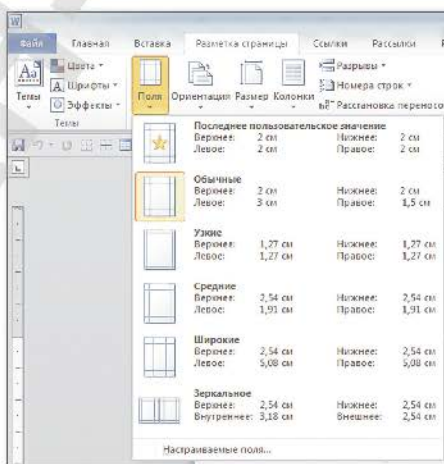 Файл Главная Вставка Разметка страницы Ссылки Рассылки
Темы Цвета Шрифты Эффекты
Темы
Поля Ориентация Размер Колонки
Разрывы
Номера строк
Расстановка переносо
Последнее пользовательское значение
Верхнее: 2 см Нижнее: 2 см
Левое: 2 см Правое: 2 см
Обычные
Верхнее: 2 см Нижнее: 2 см
Левое: 3 см Правое: 1,5 см
Узкие
Верхнее: 1,27 см Нижнее: 1,27 см
Левое: 1,27 см Правое: 1,27 см
Средние
Верхнее: 2,54 см Нижнее: 2,54 см
Левое: 1,91 см Правое: 1,91 см
Широкие
Верхнее: 2,54 см Нижнее: 2,54 см
Левое: 5,08 см Правое: 5,08 см
Зеркальное
Верхнее: 2,54 см Нижнее: 2,54 см
Внутреннее: 3,18 см Внешнее: 2,54 см
Настраиваемые поля...